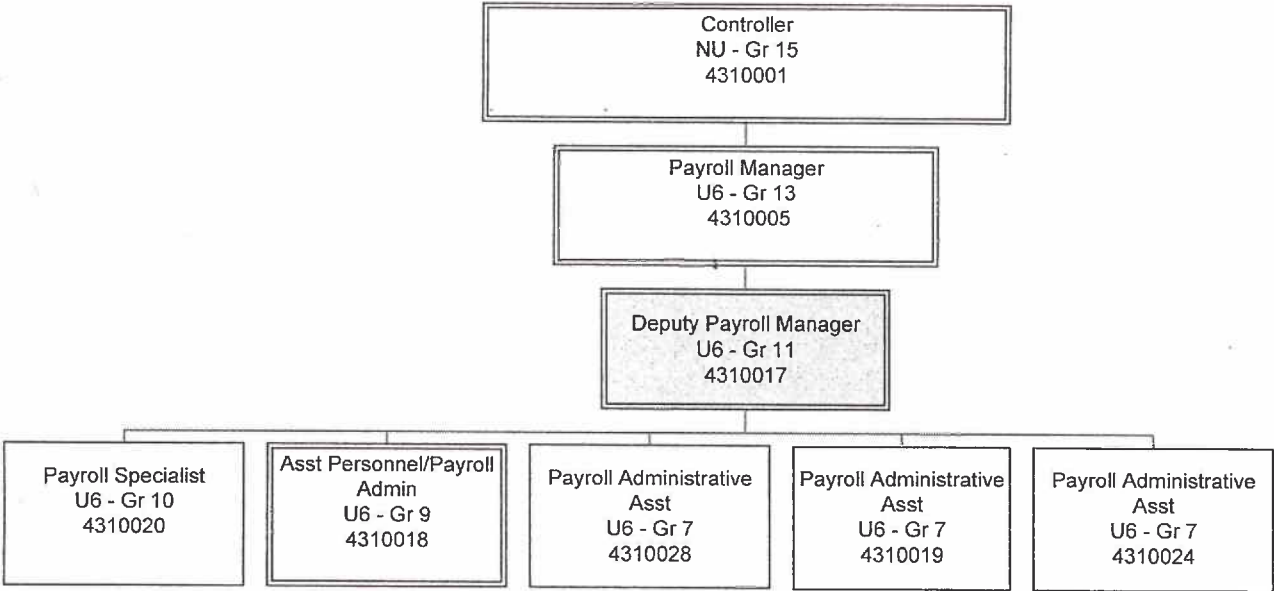 Controller
NU - Gr 15
4310001
Payroll Manager
U6 - Gr 13
4310005
Deputy Payroll Manager
U6 - Gr 11
4310017
Payroll Specialist
U6 - Gr 10
4310020
Asst Personnel/Payroll
Admin
U6 - Gr 9
4310018
Payroll Administrative
Asst
U6 - Gr 7
4310028
Payroll Administrative
Asst
U6 - Gr 7
4310019
Payroll Administrative
Asst
U6 - Gr 7
4310024